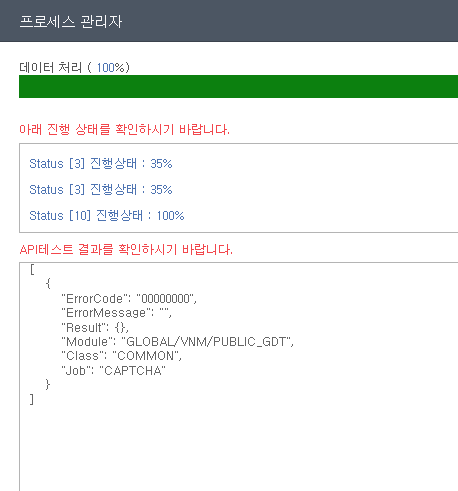 프로세스 관리자
데이터 처리 ( 100%)
아래 진행 상태를 확인하시기 바랍니다.
Status [3] 진행상태 : 35%
Status [3] 진행상태 : 35%
Status [10] 진행상태 : 100%
API테스트 결과를 확인하시기 바랍니다.
[
{
"ErrorCode": "00000000",
"ErrorMessage": "",
"Result": {},
"Module": "GLOBAL/VNM/PUBLIC_GDT",
"Class": "COMMON",
"Job": "CAPTCHA"
}
]